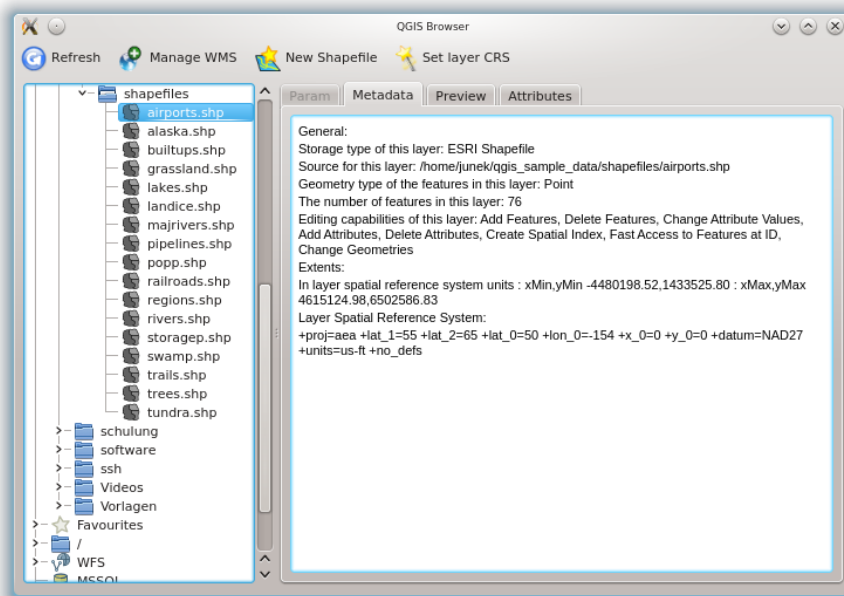 QGIS Browser
Refresh Manage WMS New Shapefile Set layer CRS
shapefiles
airports.shp
alaska.shp
builtups.shp
grassland.shp
lakes.shp
landice.shp
majrivers.shp
pipelines.shp
popp.shp
railroads.shp
regions.shp
rivers.shp
storagep.shp
swamp.shp
trails.shp
trees.shp
tundra.shp
schulung
software
ssh
Videos
Vorlagen
Favourites
/
WFS
MSSQL
Param Metadata Preview Attributes
General:
Storage type of this layer: ESRI Shapefile
Source for this layer: /home/junek/qgis_sample_data/shapefiles/airports.shp
Geometry type of the features in this layer: Point
The number of features in this layer: 76
Editing capabilities of this layer: Add Features, Delete Features, Change Attribute Values,
Add Attributes, Delete Attributes, Create Spatial Index, Fast Access to Features at ID,
Change Geometries
Extents:
In layer spatial reference system units : xMin,yMin -4480198.52,1433525.80 : xMax,yMax
4615124.98,6502586.83
Layer Spatial Reference System:
+proj=aea +lat_1=55 +lat_2=65 +lat_0=50 +lon_0=-154 +x_0=0 +y_0=0 +datum=NAD27
+units=us-ft +no_defs